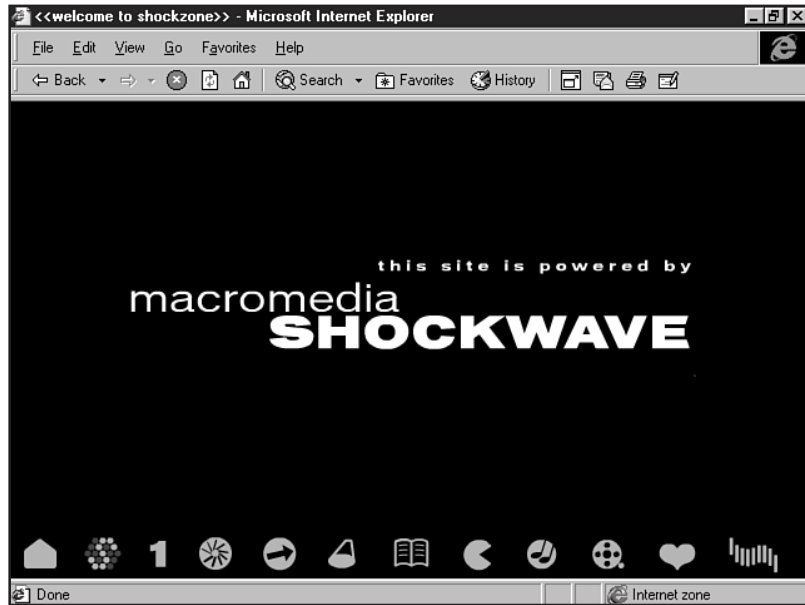 <<welcome to shockzone>> - Microsoft Internet Explorer
File Edit View Go Favorites Help
Back Search Favorites History
this site is powered by
macromedia
SHOCKWAVE
1
Done Internet zone